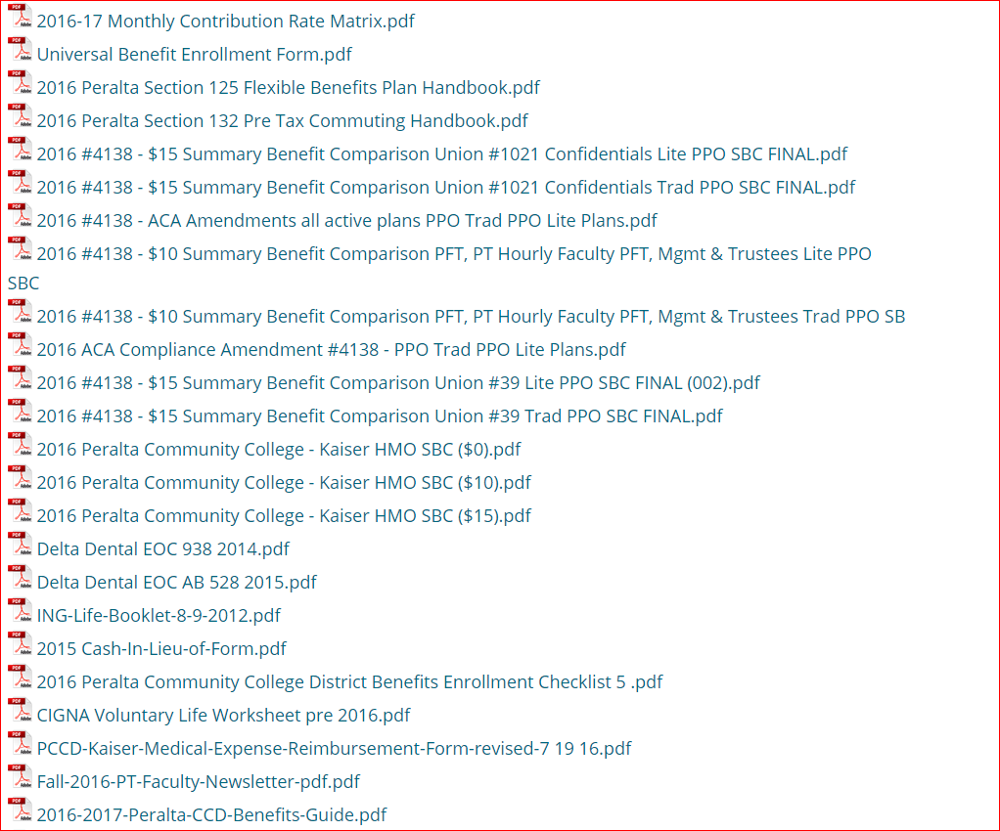 2016-17 Monthly Contribution Rate Matrix.pdf
Universal Benefit Enrollment Form.pdf
2016 Peralta Section 125 Flexible Benefits Plan Handbook.pdf
2016 Peralta Section 132 Pre Tax Commuting Handbook.pdf
2016 #4138 - $15 Summary Benefit Comparison Union #1021 Confidentials Lite PPO SBC FINAL.pdf
2016 #4138 - $15 Summary Benefit Comparison Union #1021 Confidentials Trad PPO SBC FINAL.pdf
2016 #4138 - ACA Amendments all active plans PPO Trad PPO Lite Plans.pdf
2016 #4138 - $10 Summary Benefit Comparison PFT, PT Hourly Faculty PFT, Mgmt & Trustees Lite PPO
SBC
2016 #4138 - $10 Summary Benefit Comparison PFT, PT Hourly Faculty PFT, Mgmt & Trustees Trad PPO SB
2016 ACA Compliance Amendment #4138 - PPO Trad PPO Lite Plans.pdf
2016 #4138 - $15 Summary Benefit Comparison Union #39 Lite PPO SBC FINAL (002).pdf
2016 #4138 - $15 Summary Benefit Comparison Union #39 Trad PPO SBC FINAL.pdf
2016 Peralta Community College - Kaiser HMO SBC ($0).pdf
2016 Peralta Community College - Kaiser HMO SBC ($10).pdf
2016 Peralta Community College - Kaiser HMO SBC ($15).pdf
Delta Dental EOC 938 2014.pdf
Delta Dental EOC AB 528 2015.pdf
ING-Life-Booklet-8-9-2012.pdf
2015 Cash-In-Lieu-of-Form.pdf
2016 Peralta Community College District Benefits Enrollment Checklist 5 .pdf
CIGNA Voluntary Life Worksheet pre 2016.pdf
PCCD-Kaiser-Medical-Expense-Reimbursement-Form-revised-7 19 16.pdf
Fall-2016-PT-Faculty-Newsletter-pdf.pdf
2016-2017-Peralta-CCD-Benefits-Guide.pdf